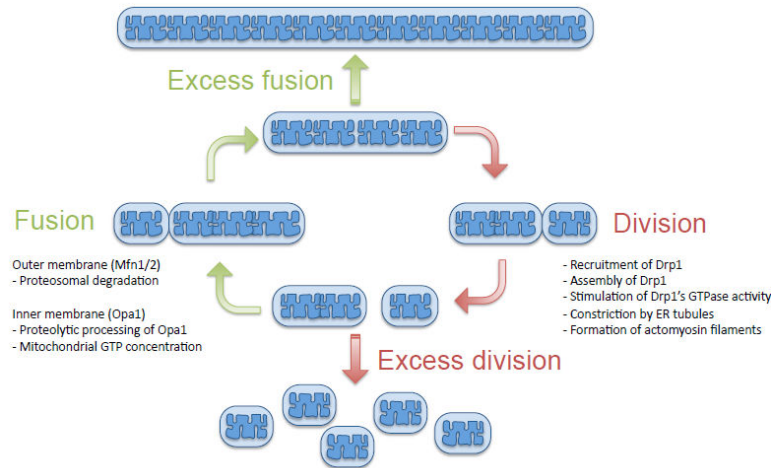 Excess fusion
Fusion
Outer membrane (Mfn1/2)
- Proteosomal degradation
Inner membrane (Opa1)
- Proteolytic processing of Opa1
- Mitochondrial GTP concentration
Division
- Recruitment of Drp1
- Assembly of Drp1
- Stimulation of Drp1's GTPase activity
- Constriction by ER tubules
- Formation of actomyosin filaments
Excess division